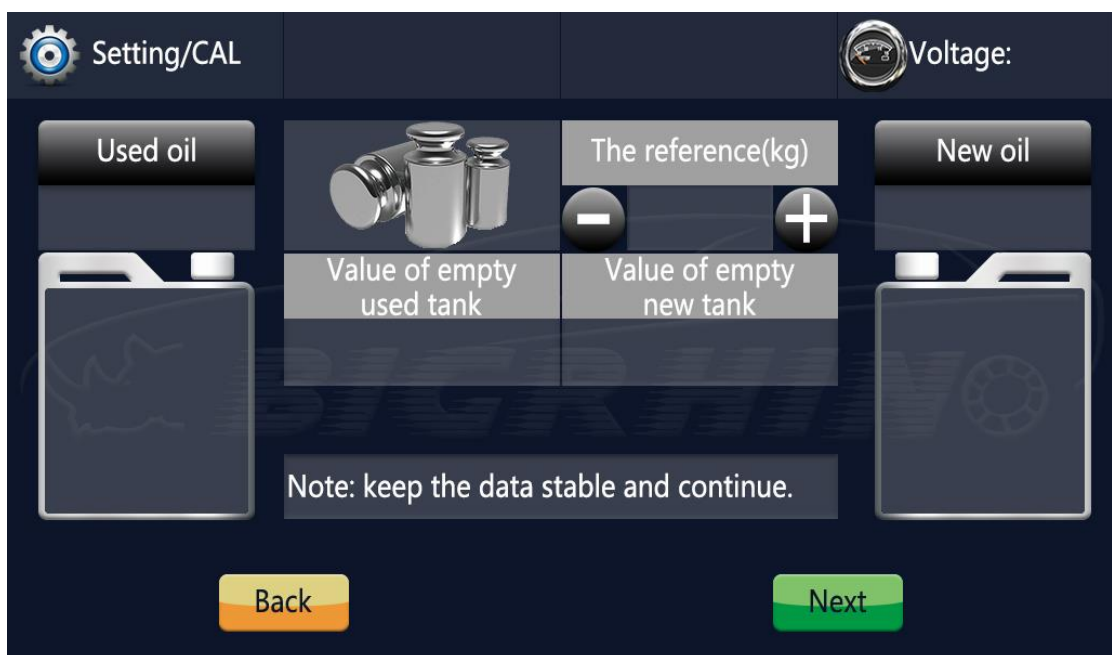 Setting/CAL
Voltage:
Used oil
The reference(kg)
New oil
Value of empty
used tank
Value of empty
new tank
BIGRHINO
Note: keep the data stable and continue.
Back
Next